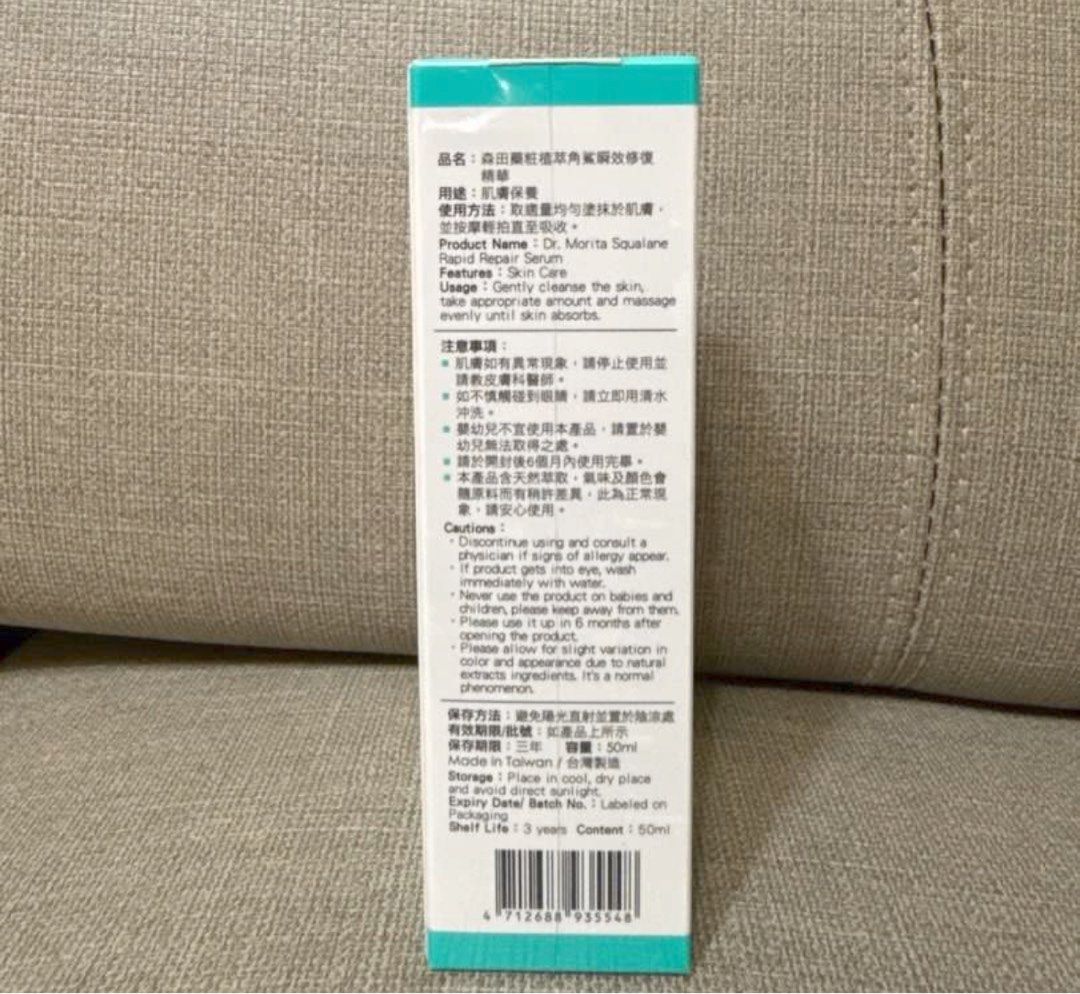 品名：森田藥粧植萃角鯊瞬效修復
精華
用途：肌膚保養
使用方法：取適量均勻塗抹於肌膚，
並按摩輕拍直至吸收。
Product Name：Dr. Morita Squalane
Rapid Repair Serum
Features：Skin Care
Usage：Gently cleanse the skin,
take appropriate amount and massage
evenly until skin absorbs.
注意事項：
▪ 肌膚如有異常現象，請停止使用並
請教皮膚科醫師。
▪ 如不慎觸碰到眼睛，請立即用清水
沖洗。
▪ 嬰幼兒不宜使用本產品，請置於嬰
幼兒無法取得之處。
▪ 請於開封後6個月內使用完畢。
▪ 本產品含天然萃取，氣味及顏色會
隨原料而有稍許差異，此為正常現
象，請安心使用。
Cautions：
· Discontinue using and consult a
physician if signs of allergy appear.
· If product gets into eye, wash
immediately with water.
· Never use the product on babies and
children, please keep away from them.
· Please use it up in 6 months after
opening the product.
· Please allow for slight variation in
color and appearance due to natural
extracts ingredients. It's a normal
phenomenon.
保存方法：避免陽光直射並置於陰涼處
有效期限/批號：如產品上所示
保存期限：三年 容量：50ml
Made in Taiwan / 台灣製造
Storage：Place in cool, dry place
and avoid direct sunlight.
Expiry Date/ Batch No.：Labeled on
Packaging
Shelf Life：3 years Content：50ml
4 712688 935548